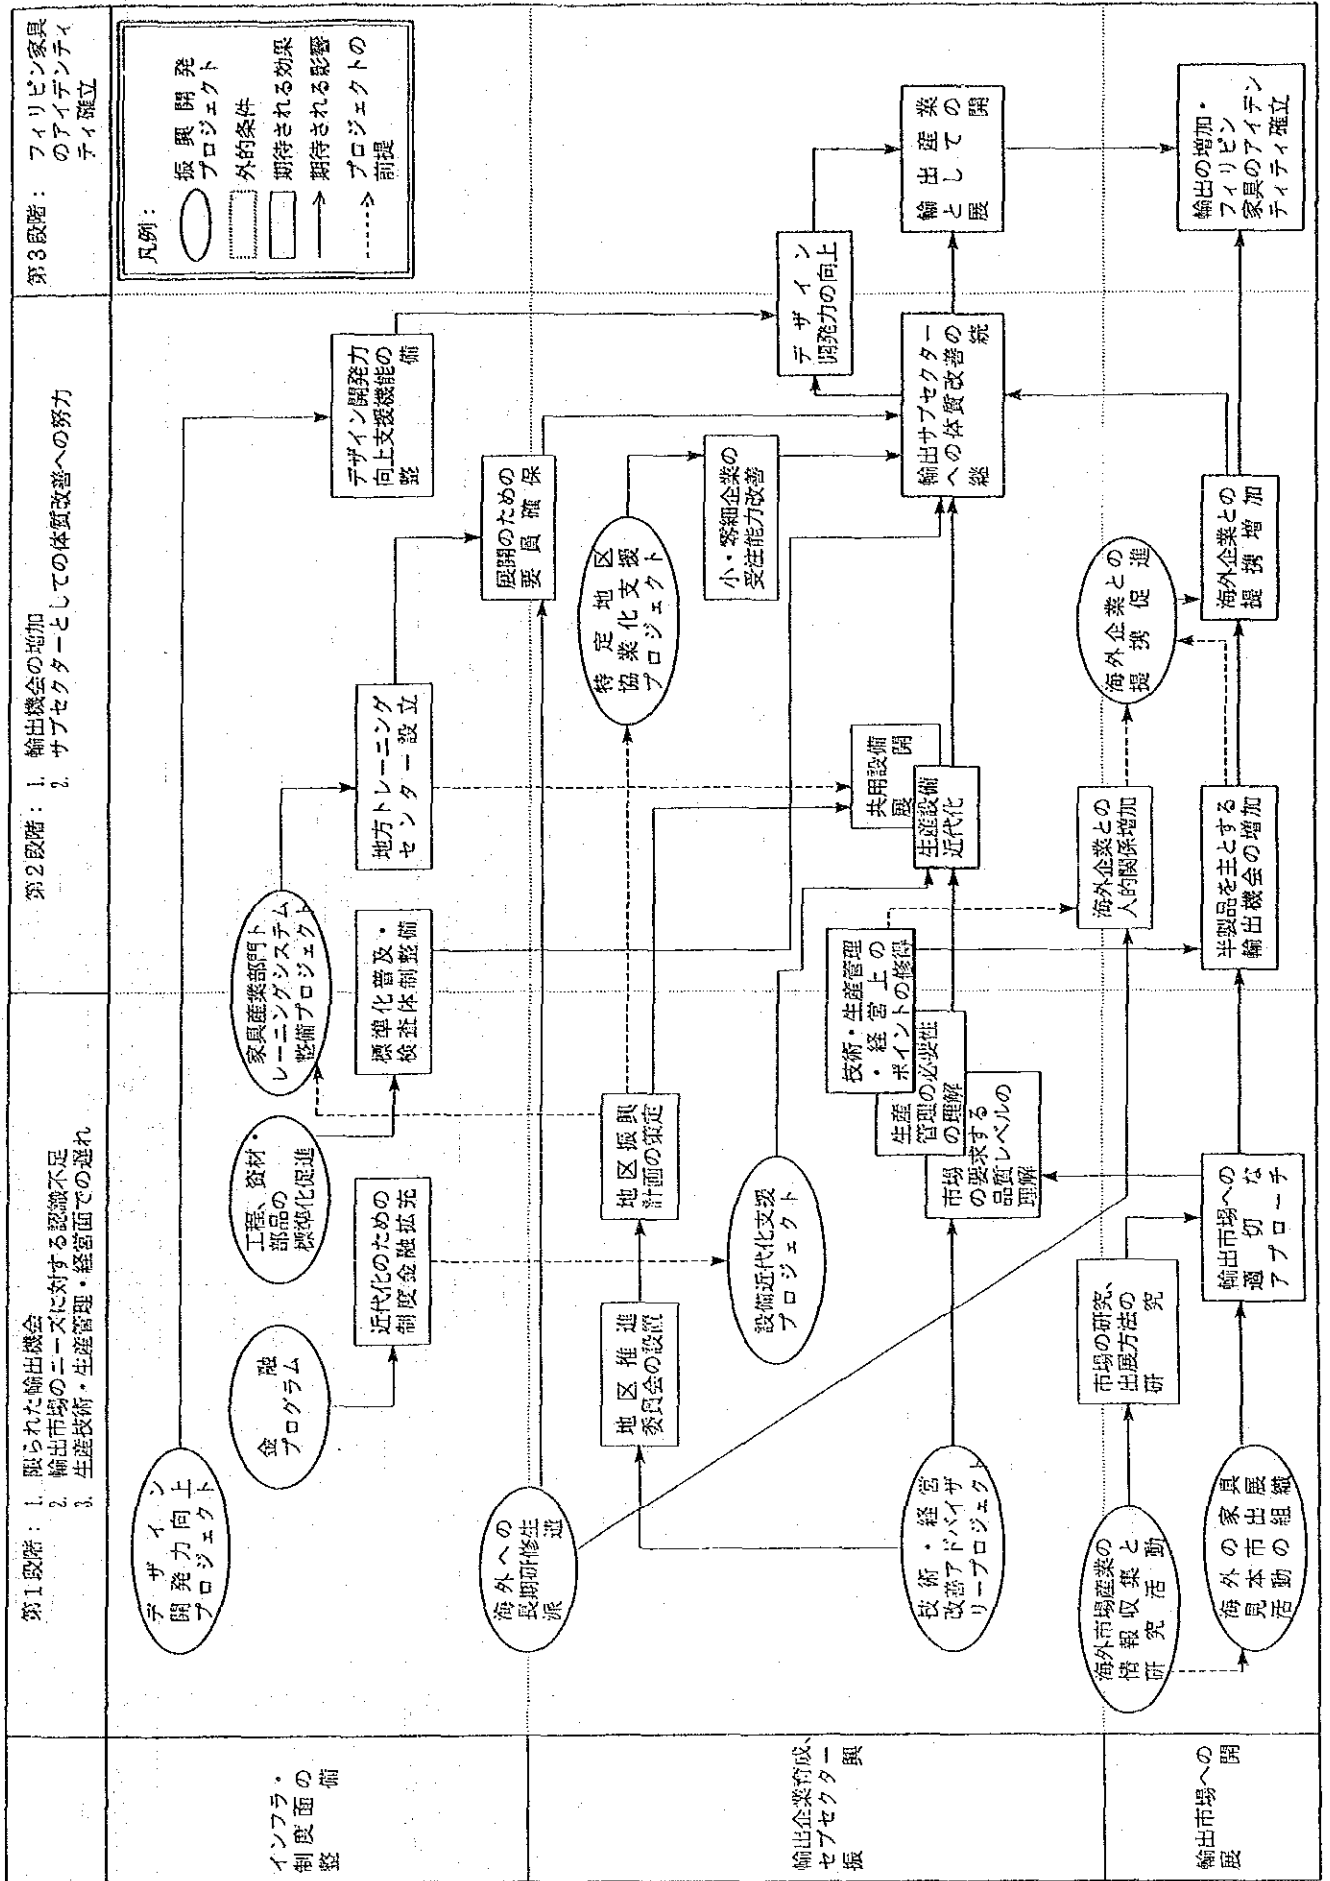 第1段階： 1. 限られた輸出機会
2. 輸出市場のニーズに対する認識不足
3. 生産技術・生産管理・経営面での遅れ
第2段階： 1. 輸出機会の増加
2. サブセクターとしての体質改善への努力
第3段階： フィリピン家具
のアイデンティ
ティ確立
凡例：
振興開発
プロジェクト
外的条件
期待される効果
期待される影響
プロジェクトの
前提
インフラ・
制度面の
整備
デザイン
開発力向上
プロジェクト
金融
プログラム
工程、資材・
部品の
標準化促進
家具産業部門ト
レーニングシステム
整備プロジェクト
近代化のための
制度金融拡充
標準化普及・
検査体制整備
地方トレーニング
センター設立
デザイン開発力
向上支援機能の
整備
展開のための
要員確保
輸出企業育成、
セブセクター
振興
海外への
長期研修生
派遣
地区推進
委員会の設置
地区振興
計画の策定
特定地区
協業化支援
プロジェクト
小・零細企業の
受注能力改善
設備近代化支援
プロジェクト
共用設備
展開
生産設備
近代化
デザイン
開発力の向上
技術・経営
改善アドバイザ
リープロジェクト
技術・生産管理
・経営上の
ポイントの修得
生産
管理の必要性
の理解
市場の要求する
品質レベルの
理解
輸出サブセクター
への体質改善の
継続
輸出産業
としての
展開
輸出市場への
展開
海外市場産業の
情報収集と
研究活動
市場の研究、
出展方法の
研究
海外企業との
人的関係増加
海外企業との
提携促進
海外の家具
見本市出展
活動の組織
輸出市場への
適切な
アプローチ
半製品を主とする
輸出機会の増加
海外企業との
提携増加
輸出の増加・
フィリピン
家具のアイデン
ティティ確立